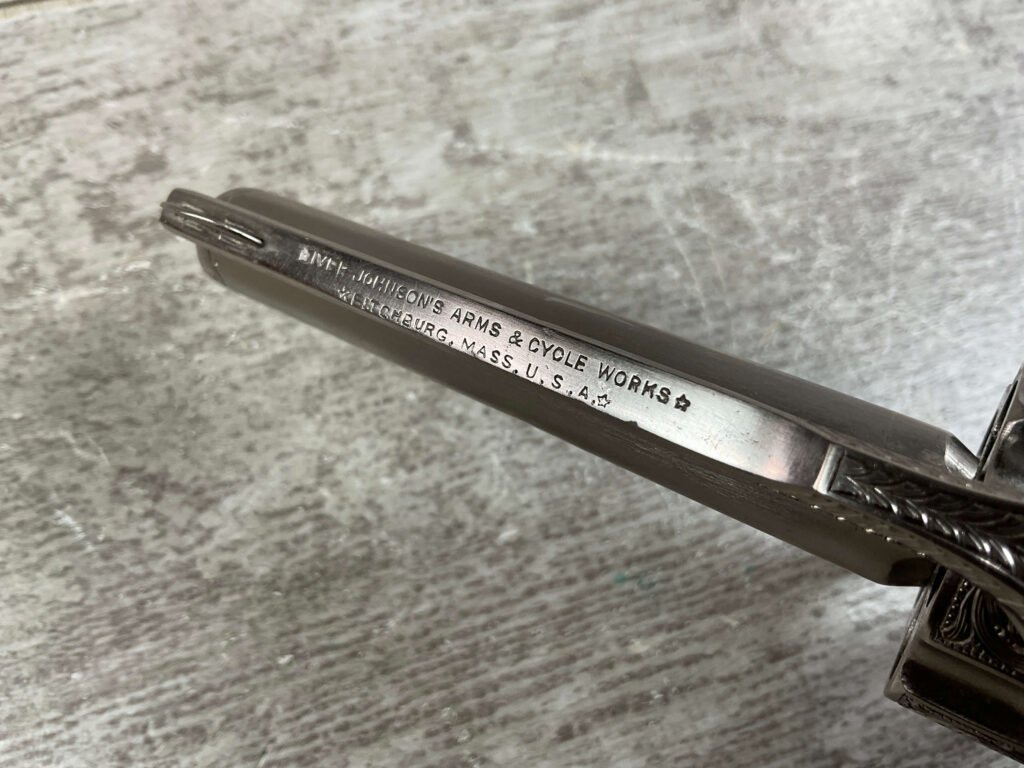 ☆IVER JOHNSON'S ARMS & CYCLE WORKS☆
☆FITCHBURG, MASS, U.S.A.☆